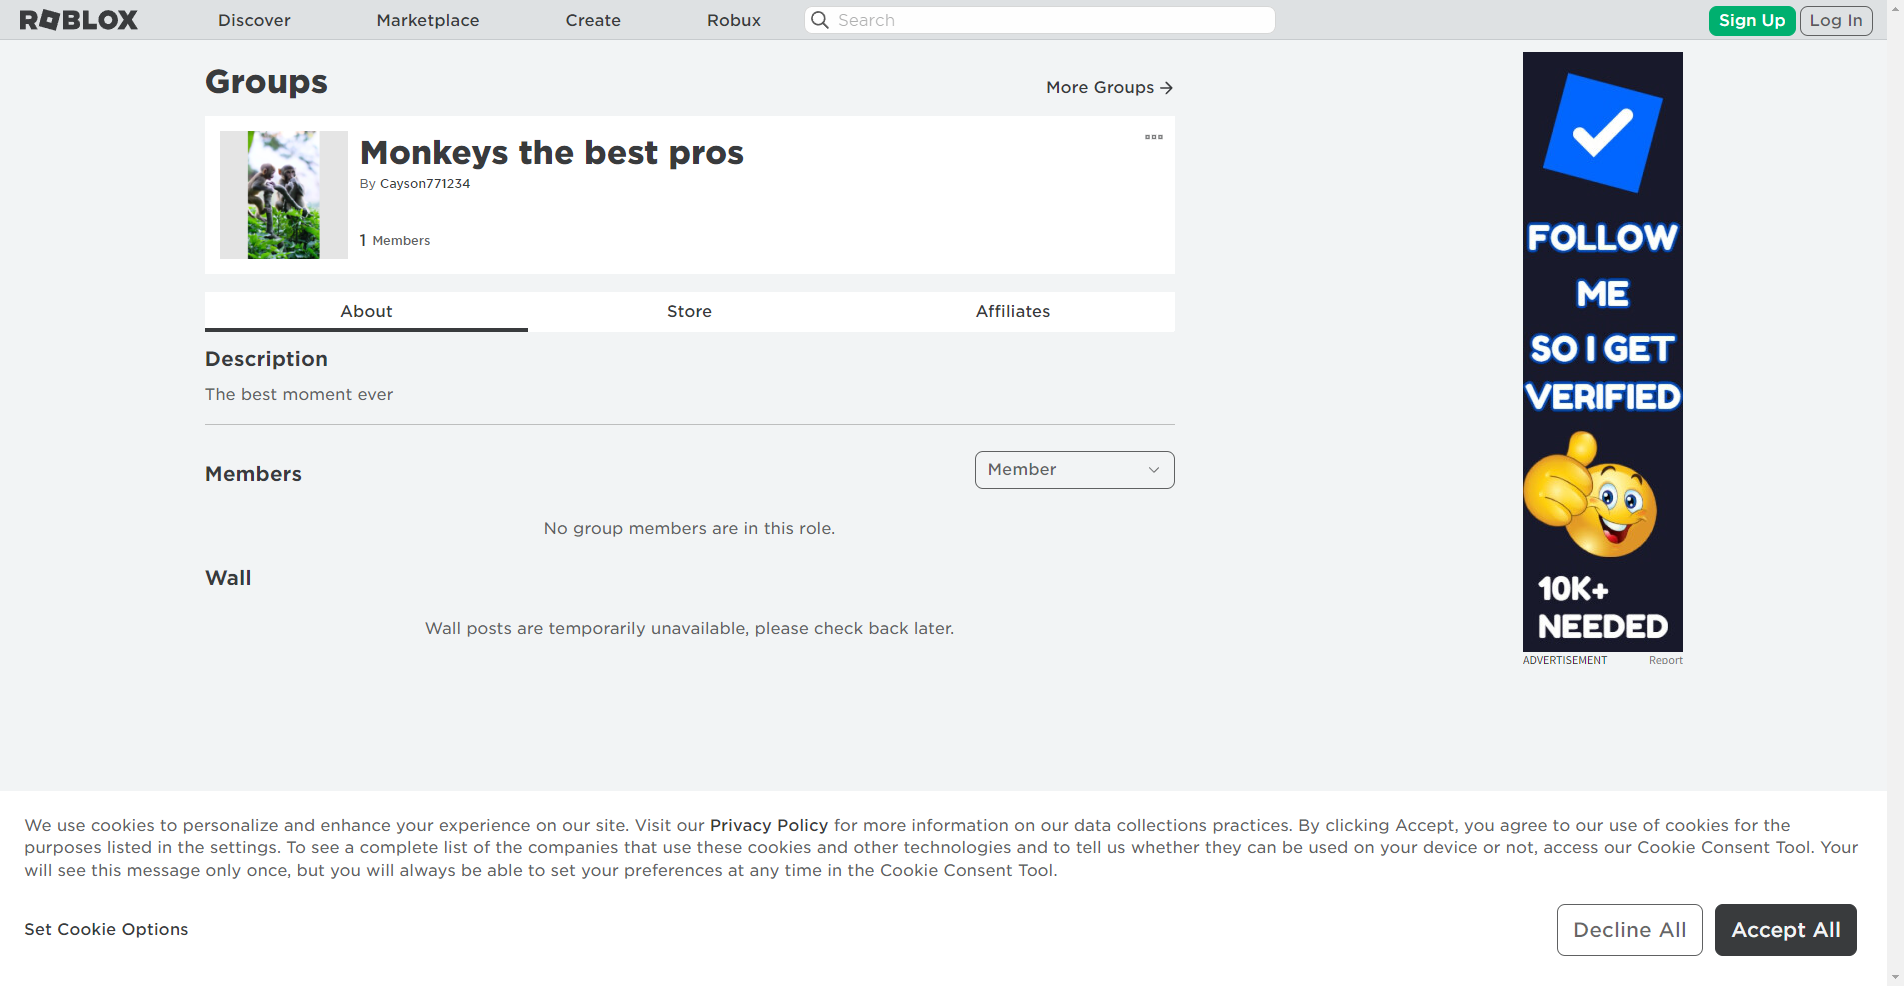 ROBLOX
Discover
Marketplace
Create
Robux
Search
Sign Up
Log In
Groups
More Groups
Monkeys the best pros
By Cayson771234
1 Members
About
Store
Affiliates
Description
The best moment ever
Members
Member
No group members are in this role.
Wall
Wall posts are temporarily unavailable, please check back later.
FOLLOW
ME
SO I GET
VERIFIED
10K+
NEEDED
ADVERTISEMENT
Report
We use cookies to personalize and enhance your experience on our site. Visit our Privacy Policy for more information on our data collections practices. By clicking Accept, you agree to our use of cookies for the
purposes listed in the settings. To see a complete list of the companies that use these cookies and other technologies and to tell us whether they can be used on your device or not, access our Cookie Consent Tool. Your
will see this message only once, but you will always be able to set your preferences at any time in the Cookie Consent Tool.
Set Cookie Options
Decline All
Accept All